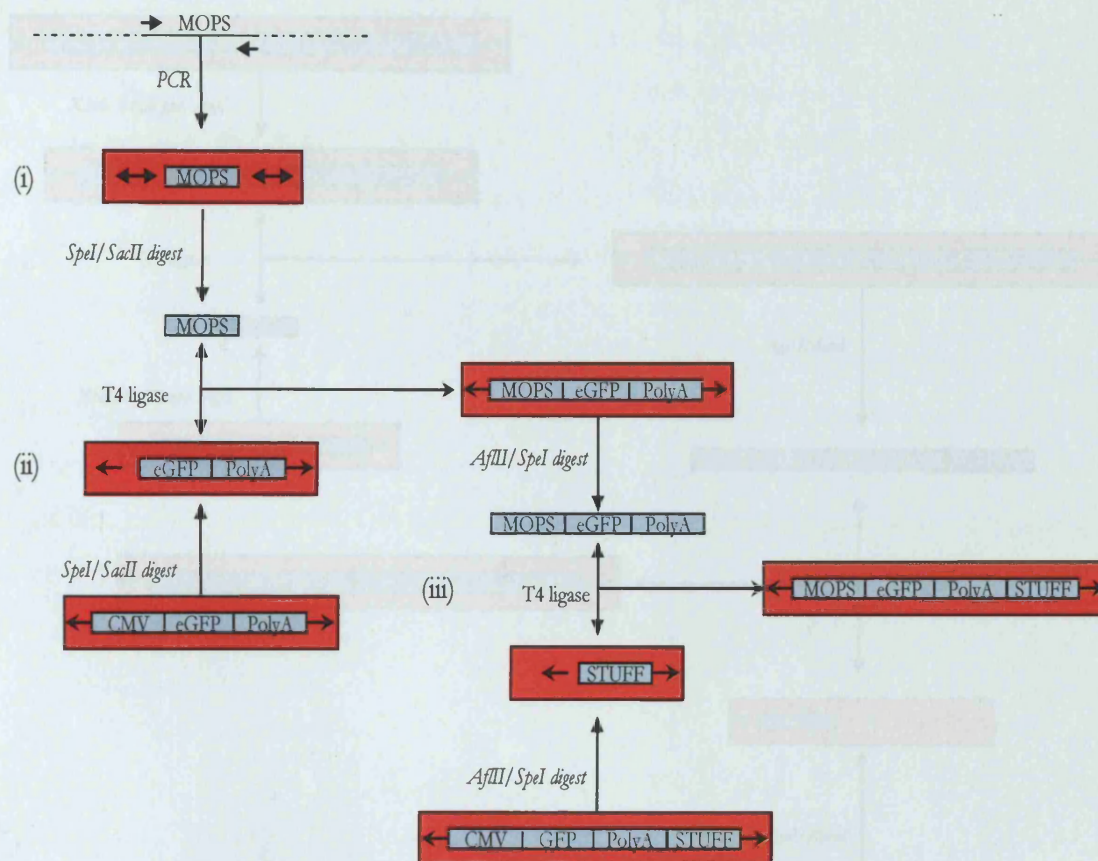 MOPS
PCR
(i)
MOPS
SpeI/SacII digest
MOPS
T4 ligase
MOPS eGFP PolyA
(ii)
eGFP PolyA
AflII/SpeI digest
MOPS eGFP PolyA
SpeI/SacII digest
(iii)
T4 ligase
MOPS eGFP PolyA STUFF
CMV eGFP PolyA
STUFF
AflII/SpeI digest
CMV GFP PolyA STUFF